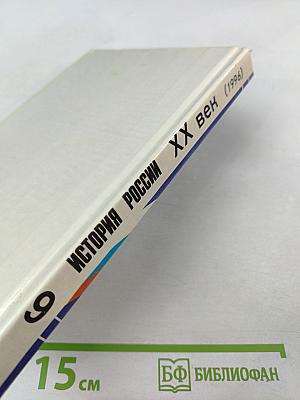 9 ИСТОРИЯ РОССИИ XX век (1996)
15 см
БФ БИБЛИОФАН